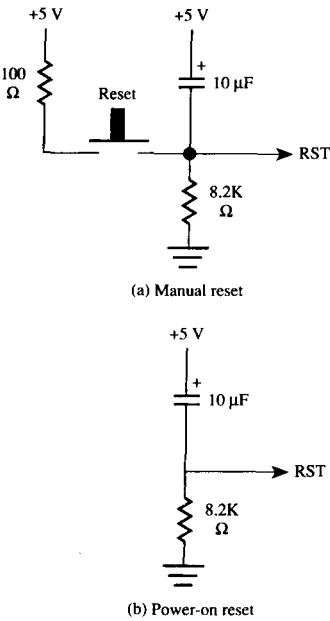 +5 V +5 V
100
Ω
+
10 μF
Reset
RST
8.2K
Ω
(a) Manual reset
+5 V
+
10 μF
RST
8.2K
Ω
(b) Power-on reset